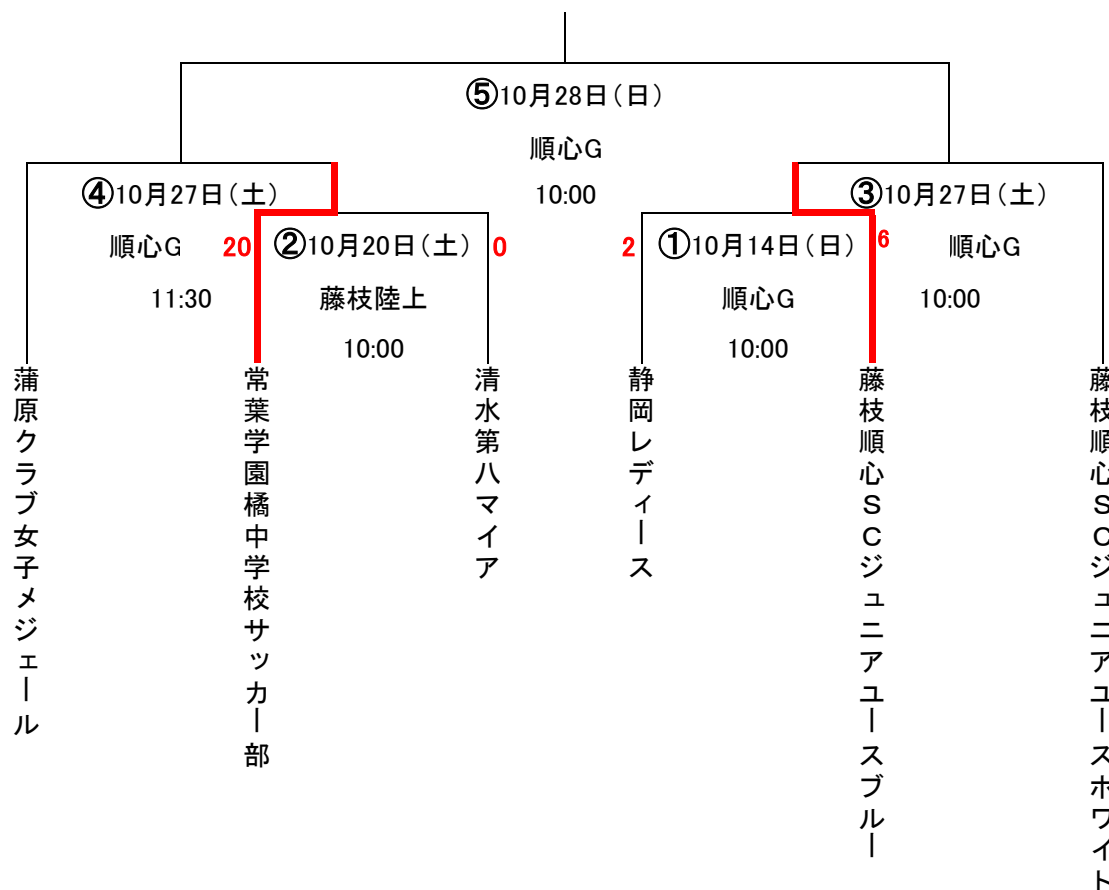 ⑤10月28日（日）
順心G
10:00
④10月27日（土）
順心G
11:30
③10月27日（土）
順心G
10:00
20
②10月20日（土）
0
藤枝陸上
10:00
2
①10月14日（日）
6
順心G
10:00
蒲原クラブ女子メジェール
常葉学園橘中学校サッカー部
清水第八マイア
静岡レディース
藤枝順心SCジュニアユースブルー
藤枝順心SCジュニアユースホワイト